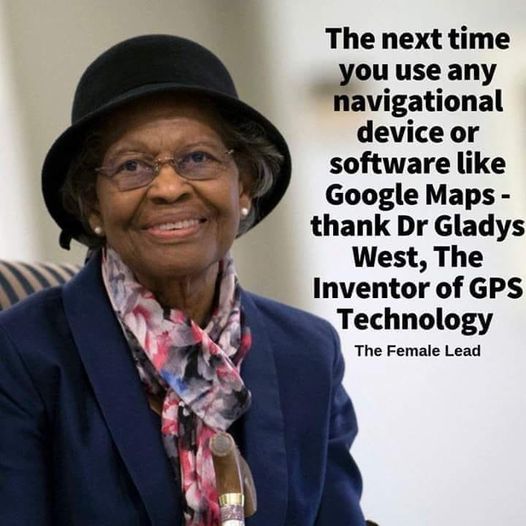 The next time
you use any
navigational
device or
software like
Google Maps -
thank Dr Gladys
West, The
Inventor of GPS
Technology
The Female Lead